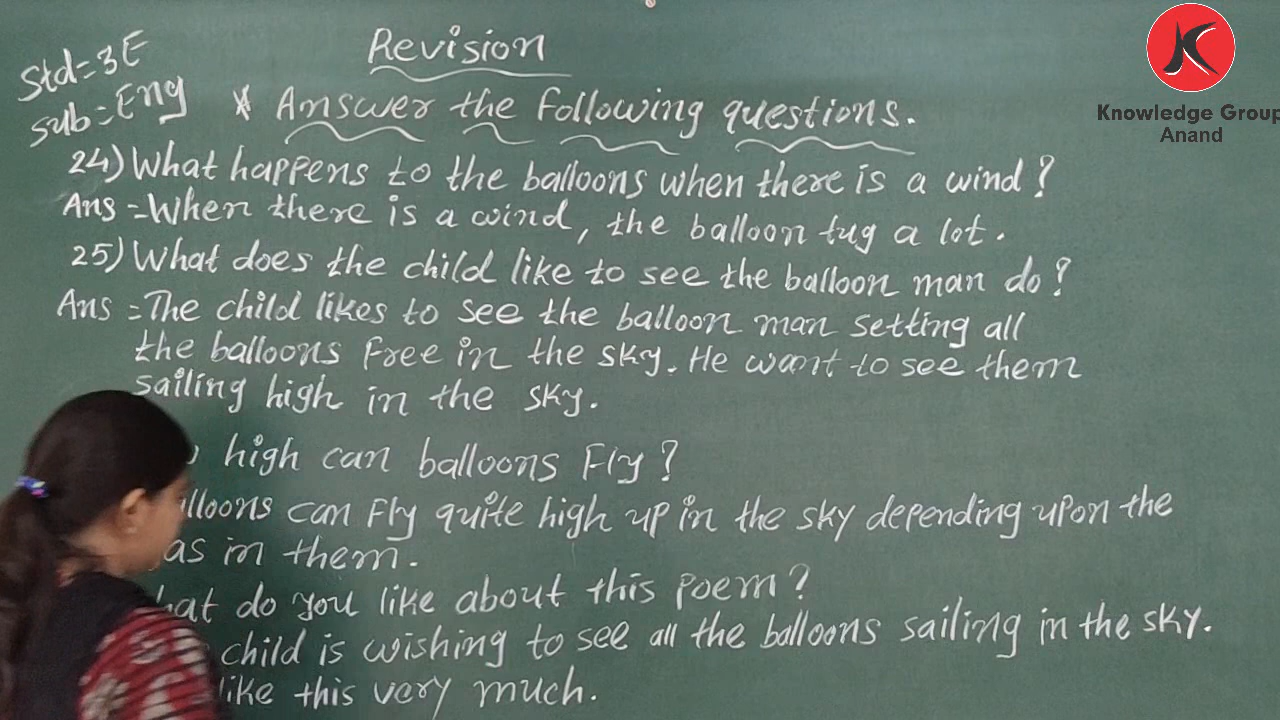 Revision
Std=3E
Sub=Eng
* Answer the following questions.
24) What happens to the balloons when there is a wind?
Ans = When there is a wind, the balloon tug a lot.
25) What does the child like to see the balloon man do?
Ans = The child likes to see the balloon man setting all
the balloons free in the sky. He want to see them
sailing high in the sky.
high can balloons fly?
can fly quite high up in the sky depending upon the
in them.
do you like about this poem?
child is wishing to see all the balloons sailing in the sky.
like this very much.
Knowledge Group
Anand